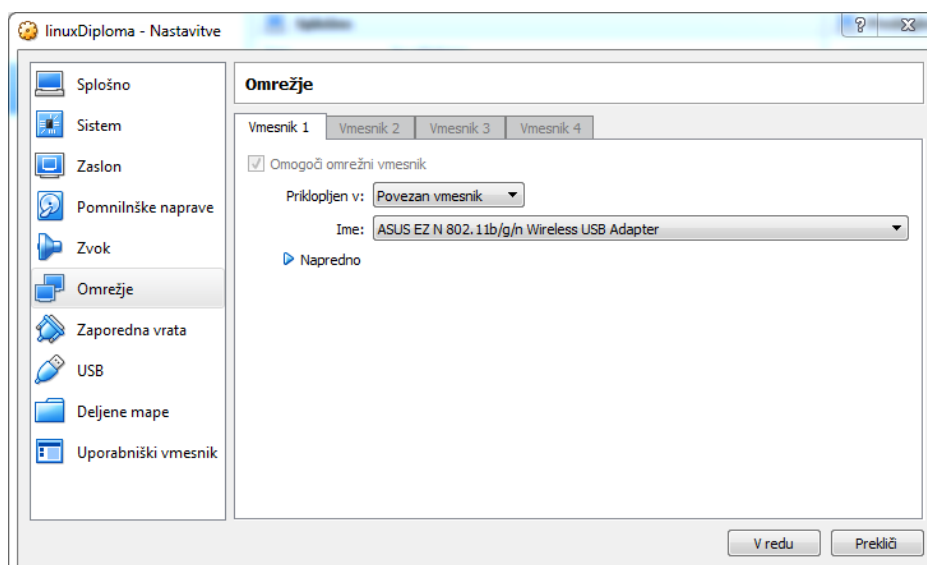 linuxDiploma - Nastavitve
Splošno
Sistem
Zaslon
Pomnilnške naprave
Zvok
Omrežje
Zaporedna vrata
USB
Deljene mape
Uporabniški vmesnik
Omrežje
Vmesnik 1 Vmesnik 2 Vmesnik 3 Vmesnik 4
Omogoči omrežni vmesnik
Priklopljen v: Povezan vmesnik
Ime: ASUS EZ N 802.11b/g/n Wireless USB Adapter
Napredno
V redu Prekliči